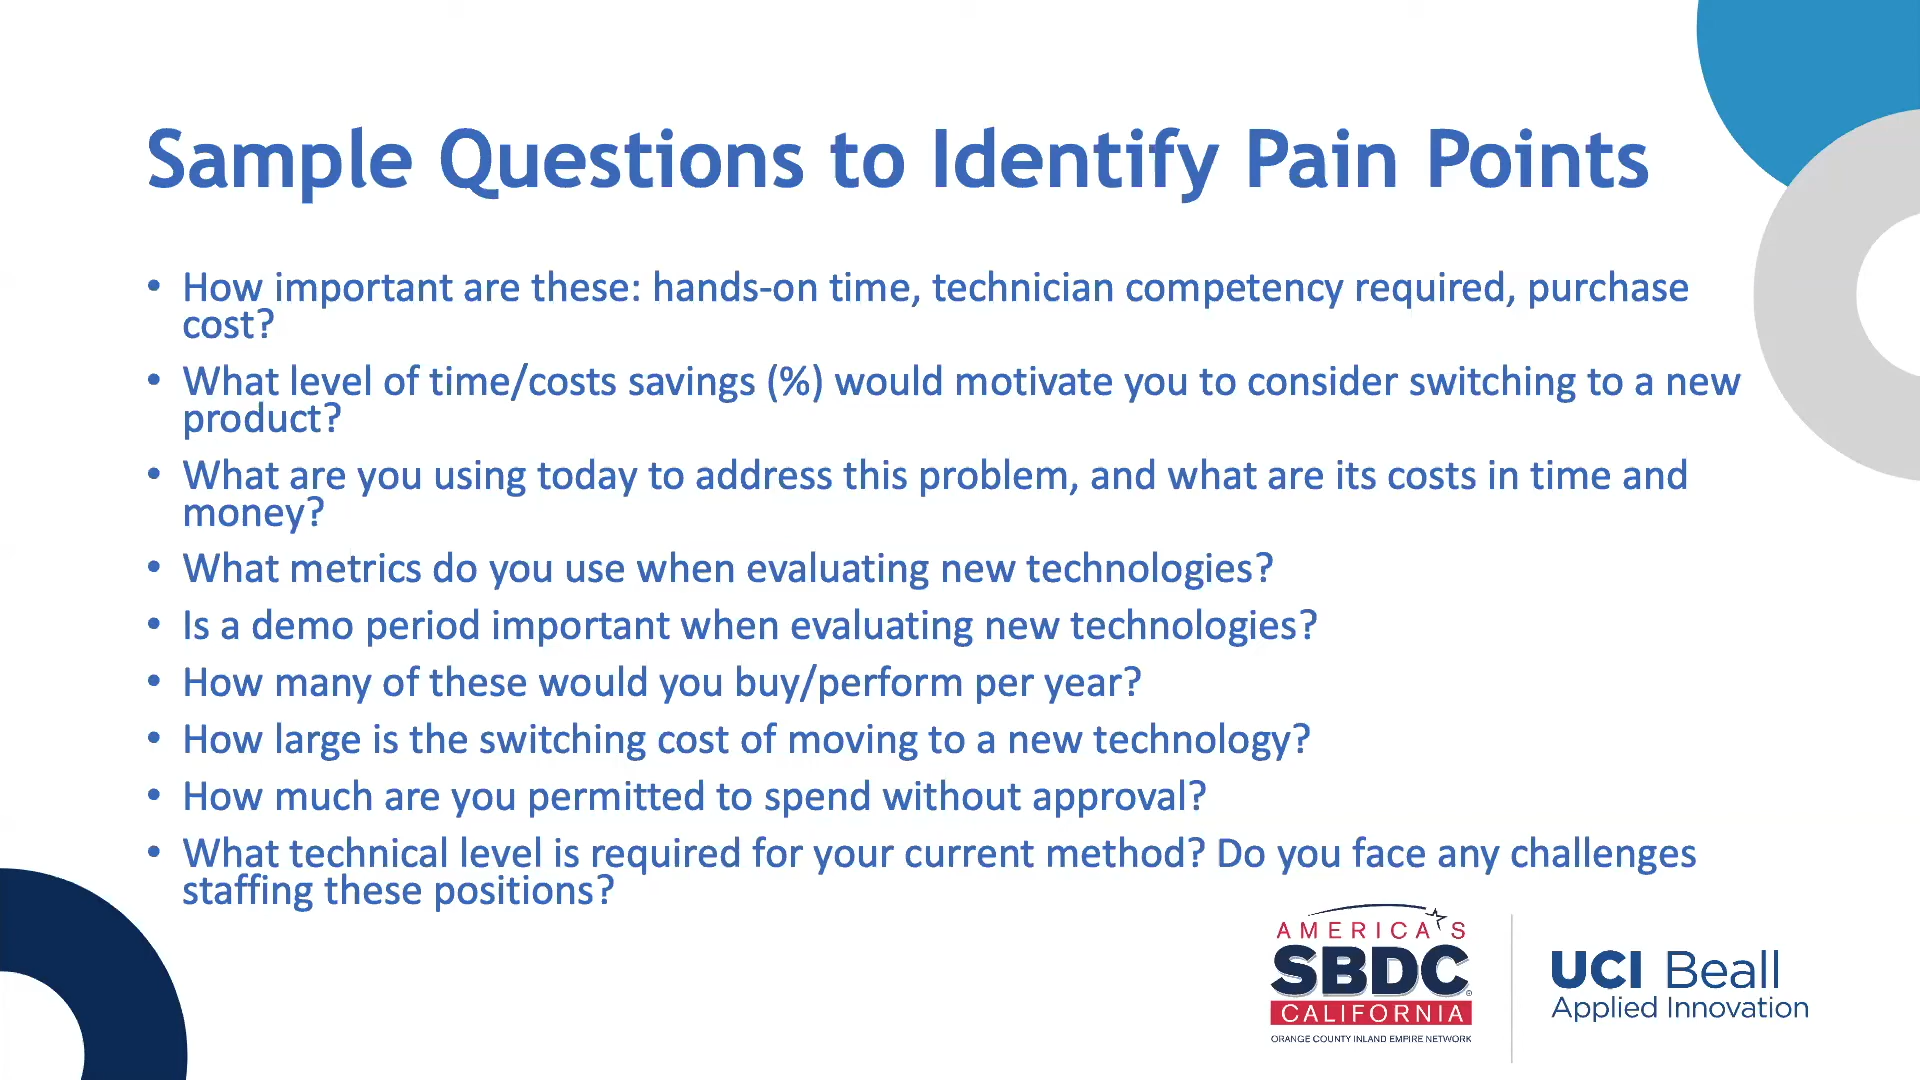 Sample Questions to Identify Pain Points
• How important are these: hands-on time, technician competency required, purchase
cost?
• What level of time/costs savings (%) would motivate you to consider switching to a new
product?
• What are you using today to address this problem, and what are its costs in time and
money?
• What metrics do you use when evaluating new technologies?
• Is a demo period important when evaluating new technologies?
• How many of these would you buy/perform per year?
• How large is the switching cost of moving to a new technology?
• How much are you permitted to spend without approval?
• What technical level is required for your current method? Do you face any challenges
staffing these positions?
AMERICA'S
SBDC®
CALIFORNIA
ORANGE COUNTY INLAND EMPIRE NETWORK
UCI Beall
Applied Innovation